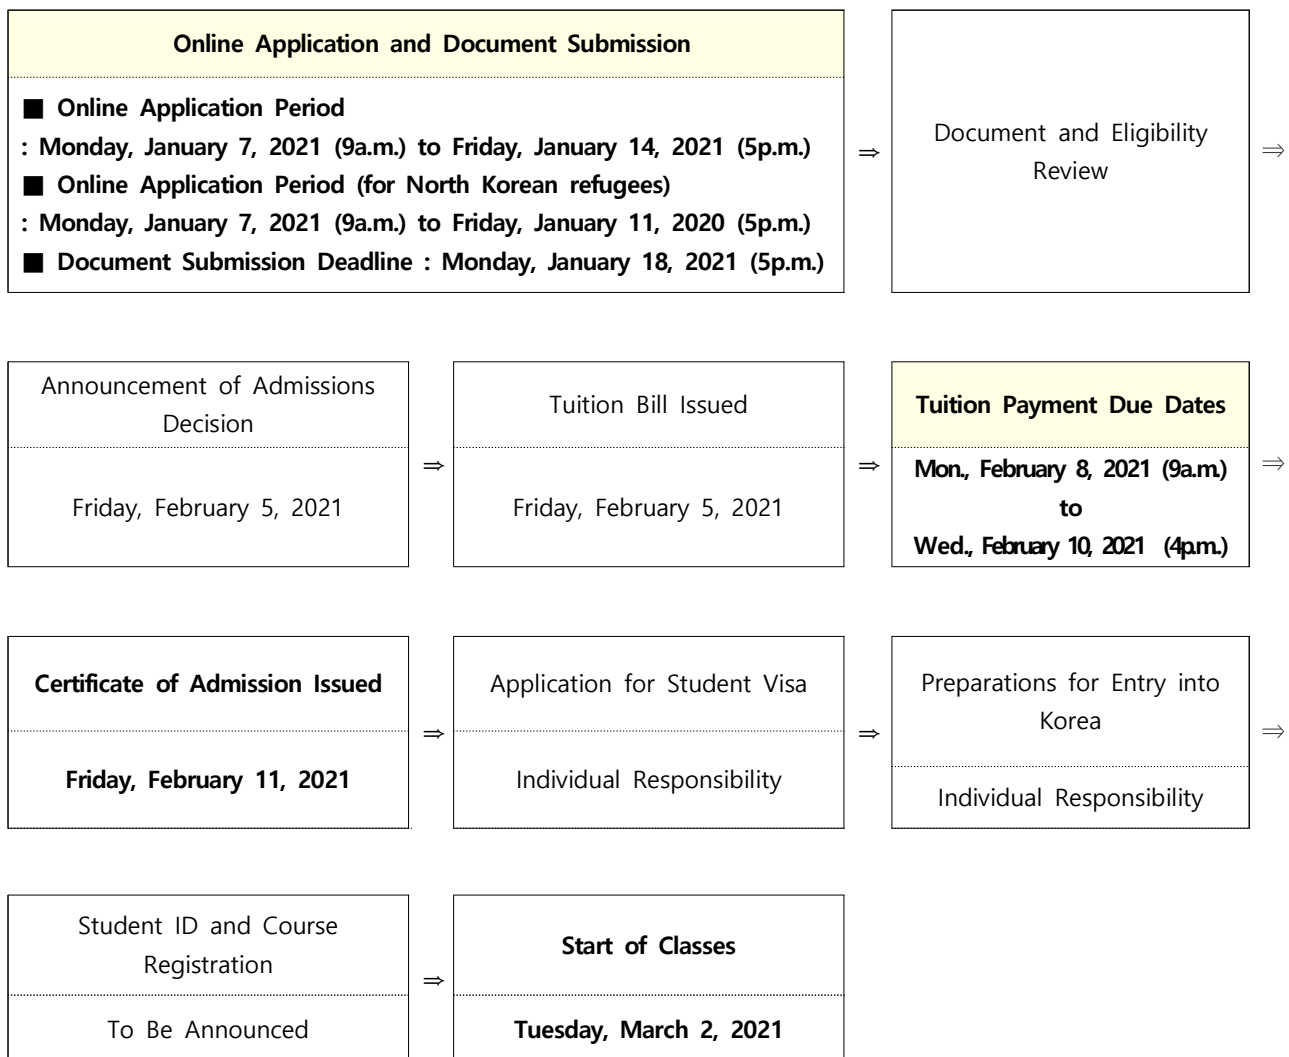 Online Application and Document Submission
■ Online Application Period
: Monday, January 7, 2021 (9a.m.) to Friday, January 14, 2021 (5p.m.)
■ Online Application Period (for North Korean refugees)
: Monday, January 7, 2021 (9a.m.) to Friday, January 11, 2020 (5p.m.)
■ Document Submission Deadline : Monday, January 18, 2021 (5p.m.)
⇒
Document and Eligibility
Review
⇒
Announcement of Admissions
Decision
Friday, February 5, 2021
⇒
Tuition Bill Issued
Friday, February 5, 2021
⇒
Tuition Payment Due Dates
Mon., February 8, 2021 (9a.m.)
to
Wed., February 10, 2021 (4p.m.)
⇒
Certificate of Admission Issued
Friday, February 11, 2021
⇒
Application for Student Visa
Individual Responsibility
⇒
Preparations for Entry into
Korea
Individual Responsibility
⇒
Student ID and Course
Registration
To Be Announced
⇒
Start of Classes
Tuesday, March 2, 2021